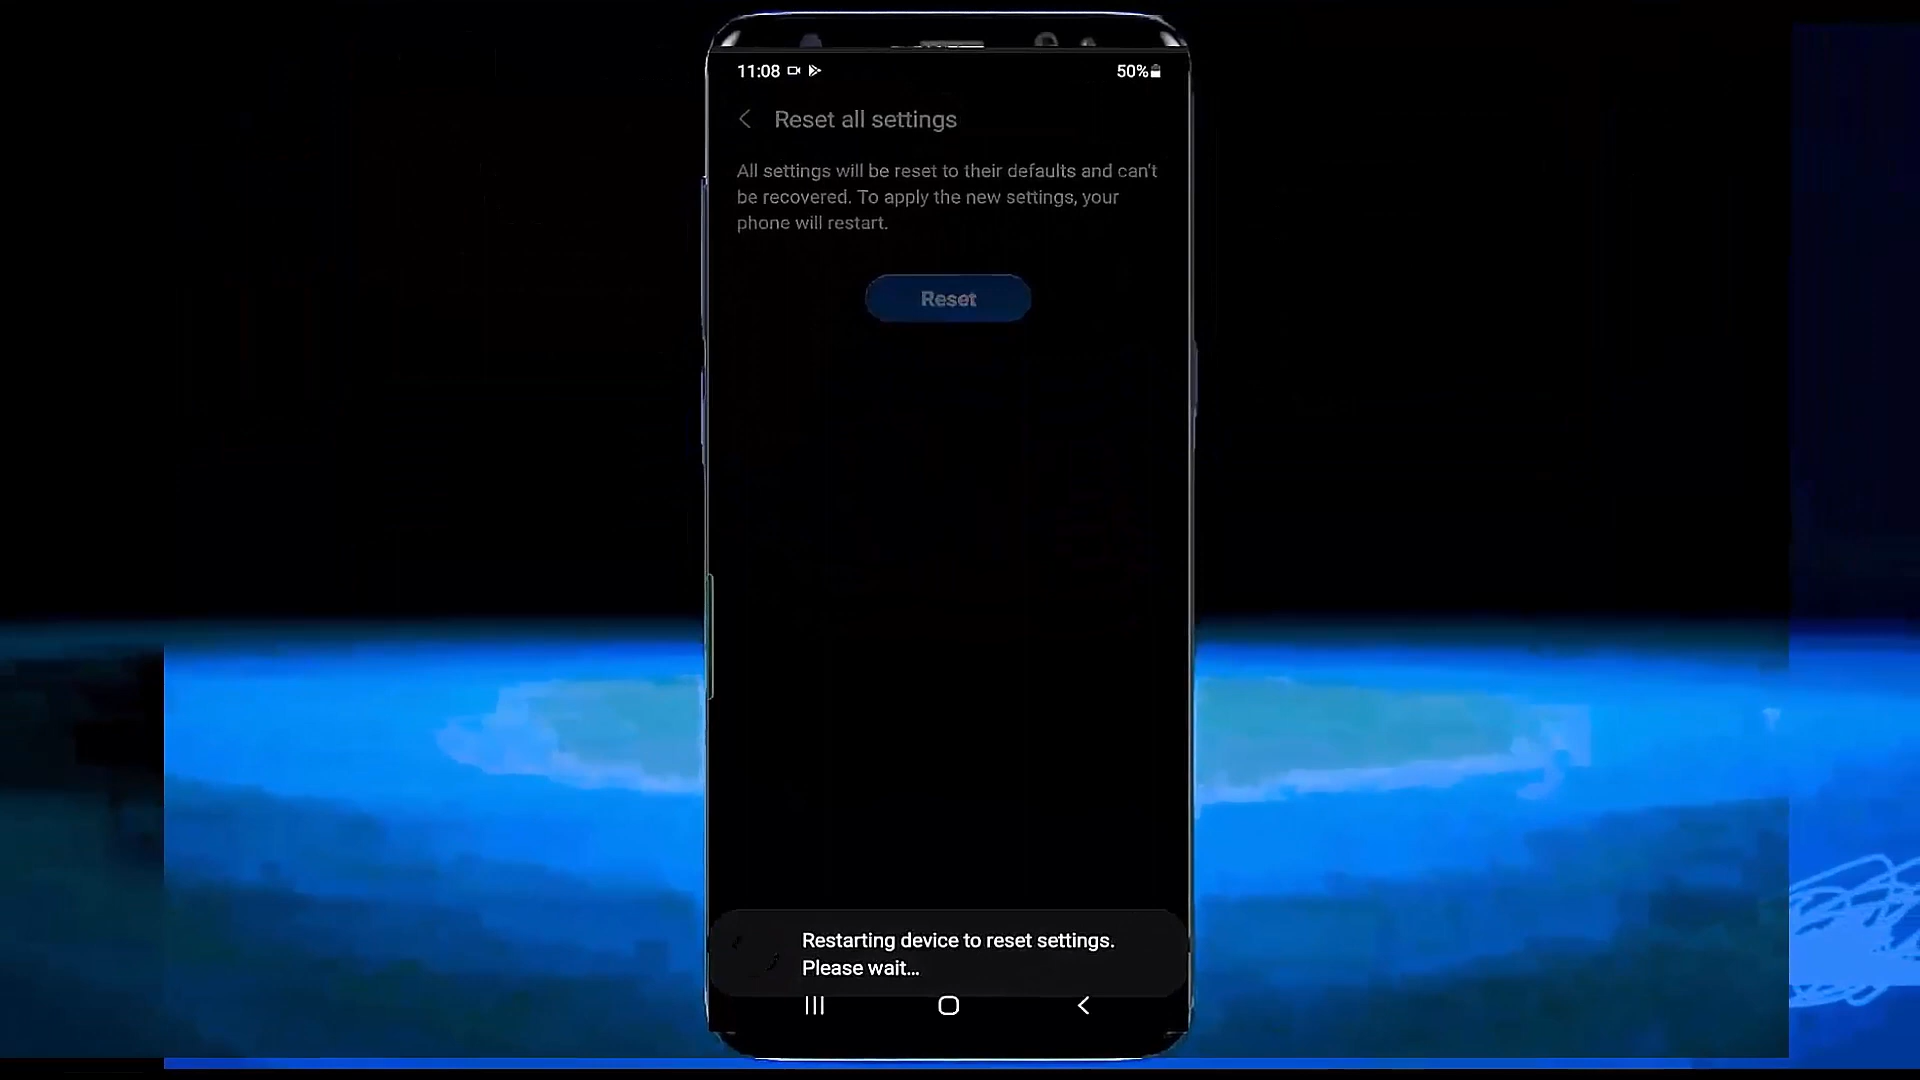 11:08
50%
Reset all settings
All settings will be reset to their defaults and can't
be recovered. To apply the new settings, your
phone will restart.
Reset
Restarting device to reset settings.
Please wait...